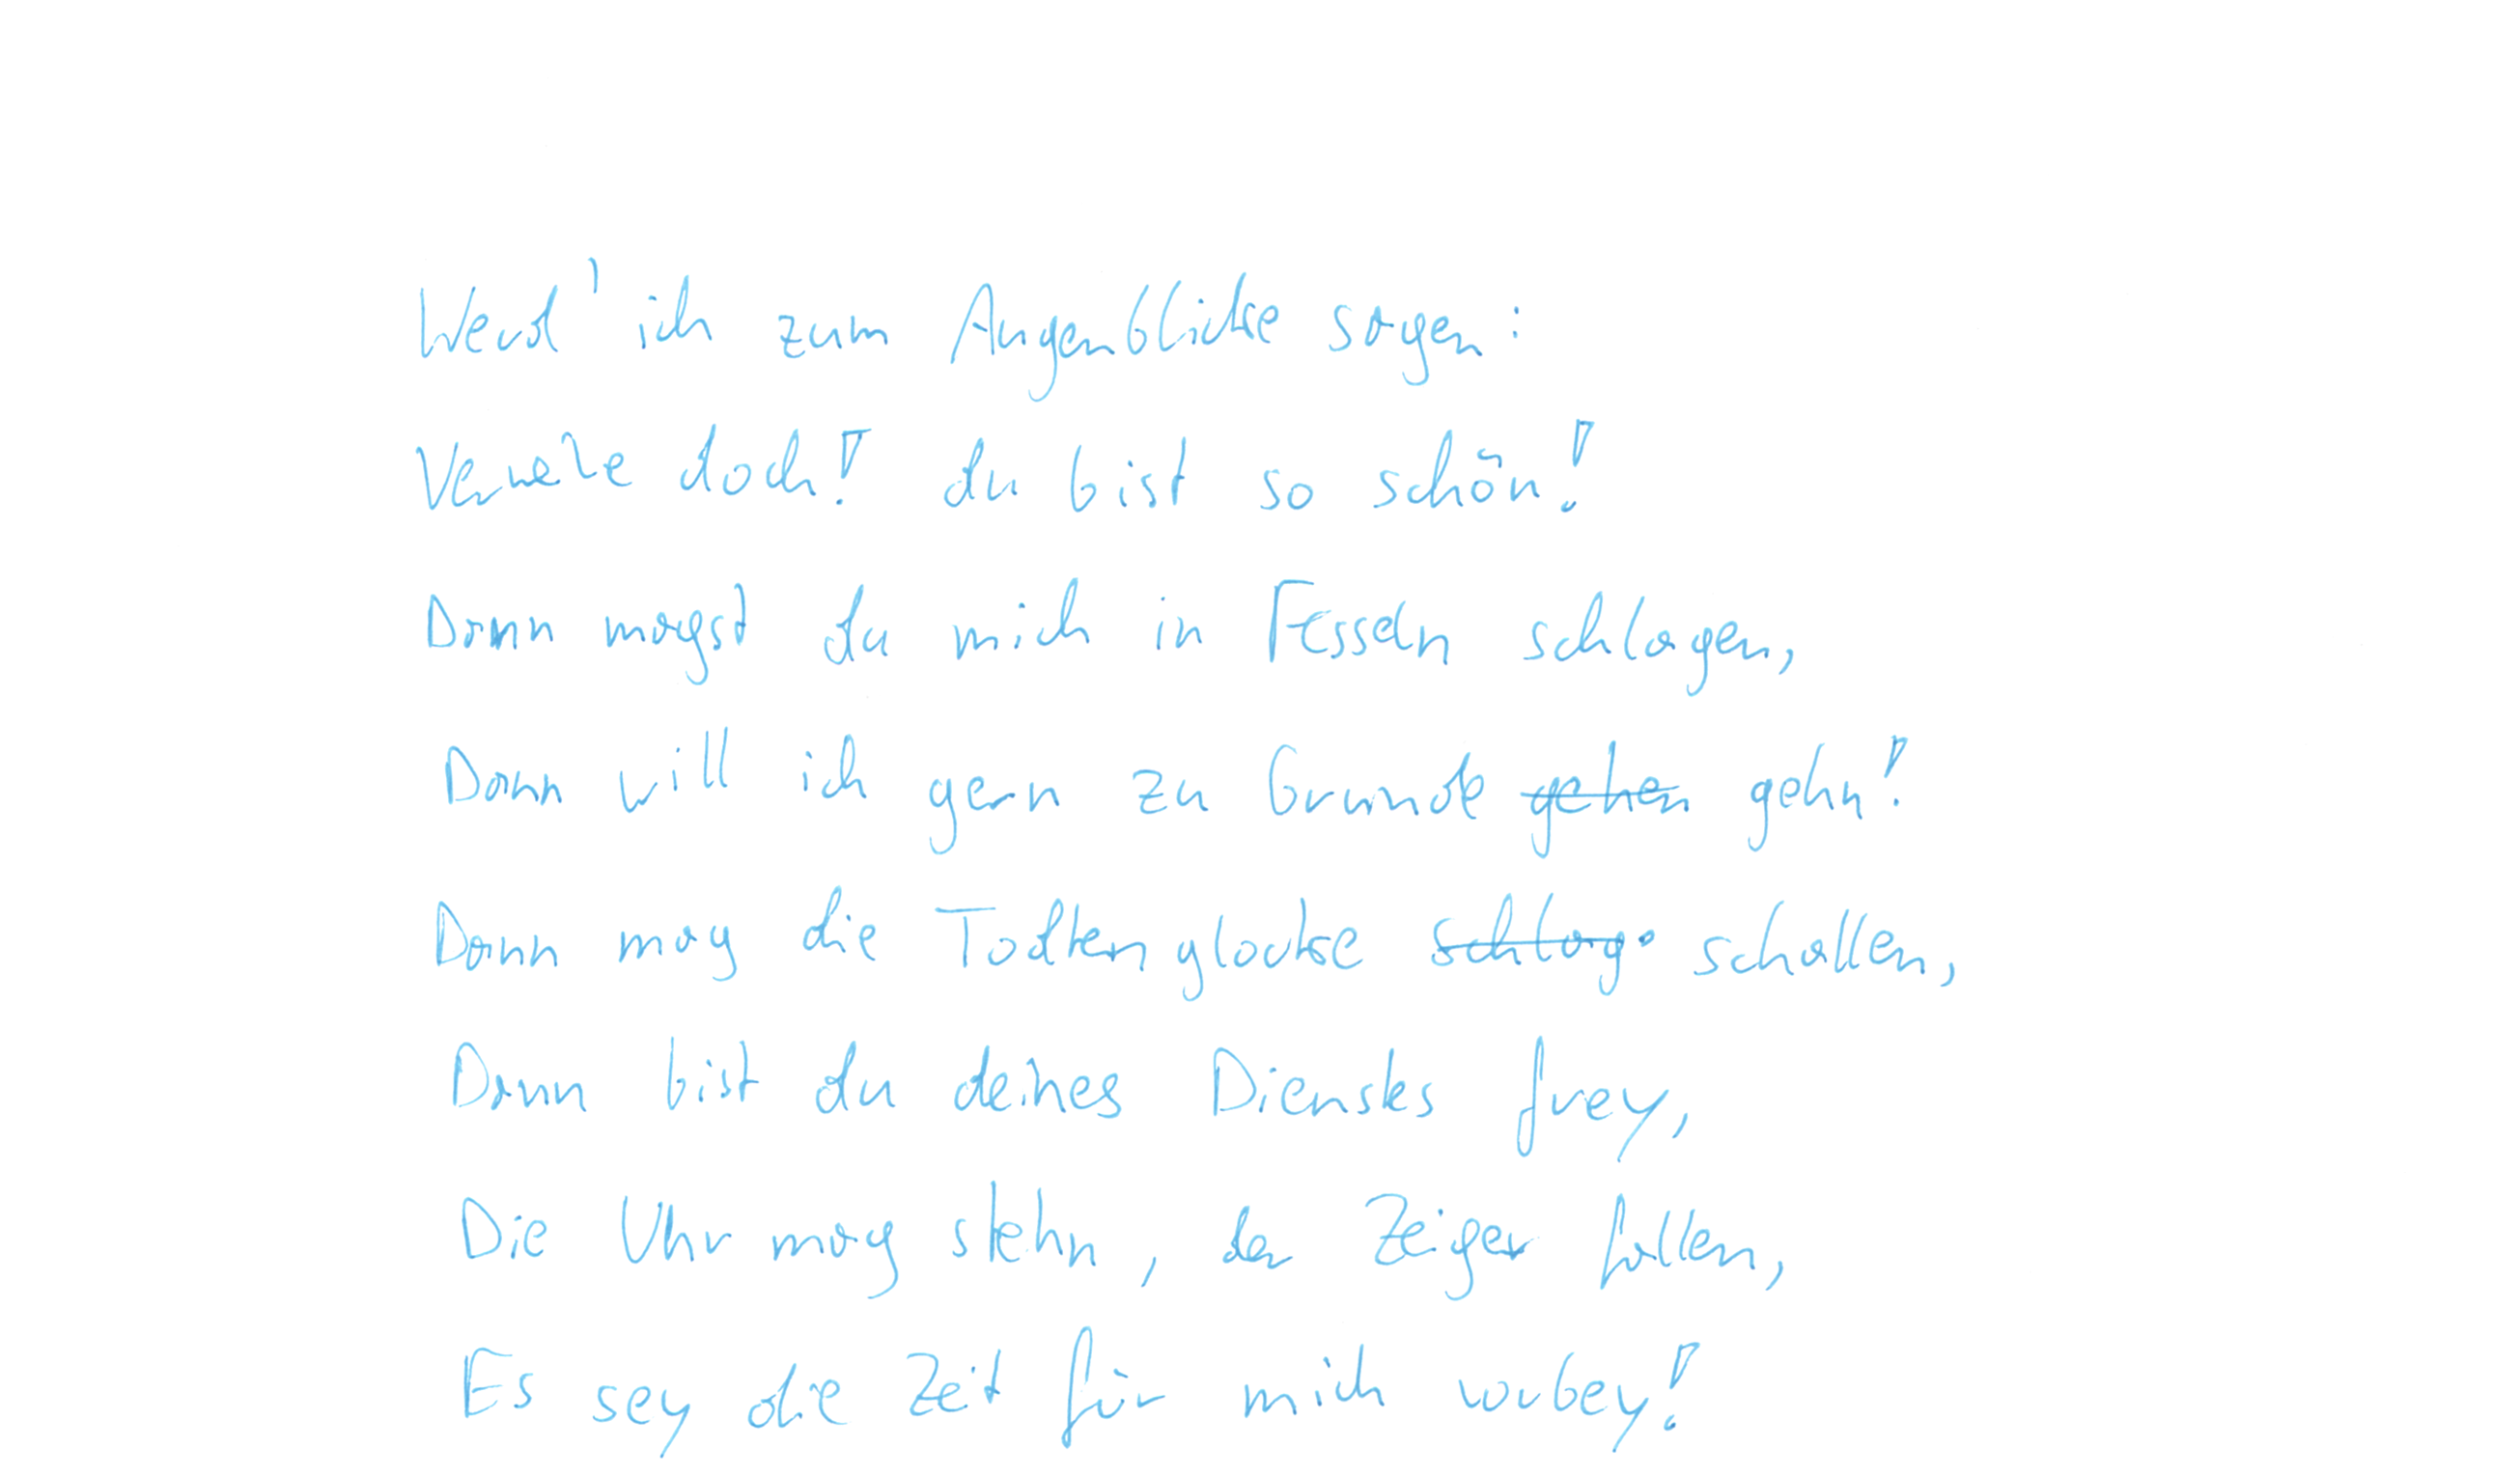 Werd' ich zum Augenblicke sagen:
Verweile doch! du bist so schön!
Dann magst du mich in Fesseln schlagen,
Dann will ich gern zu Grunde gehen gehn!
Dann mag die Todtenglocke schlag schallen,
Dann bist du deines Diensts frey,
Die Uhr mag stehn, der Zeiger fallen,
Es sey die Zeit für mich vorbey!